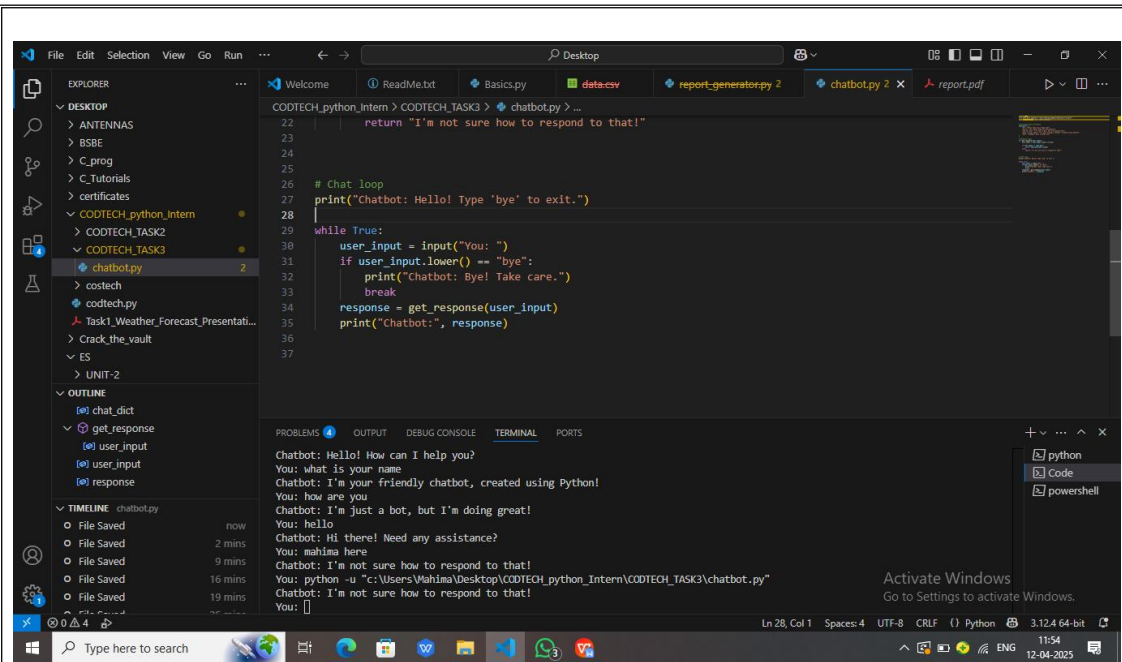 File Edit Selection View Go Run ··· Desktop
EXPLORER ···
DESKTOP
ANTENNAS
BSBE
C_prog
C_Tutorials
certificates
CODTECH_python_Intern
CODTECH_TASK2
CODTECH_TASK3
chatbot.py 2
costech
codtech.py
Task1_Weather_Forecast_Presentati...
Crack_the_vault
ES
UNIT-2
OUTLINE
chat_dict
get_response
user_input
user_input
response
TIMELINE chatbot.py
File Saved now
File Saved 2 mins
File Saved 9 mins
File Saved 16 mins
File Saved 19 mins
Welcome ReadMe.txt Basics.py data.csv report_generator.py 2 chatbot.py 2 report.pdf
CODTECH_python_Intern > CODTECH_TASK3 > chatbot.py > ...
22 return "I'm not sure how to respond to that!"
23
24
25
26 # Chat loop
27 print("Chatbot: Hello! Type 'bye' to exit.")
28
29 while True:
30 user_input = input("You: ")
31 if user_input.lower() == "bye":
32 print("Chatbot: Bye! Take care.")
33 break
34 response = get_response(user_input)
35 print("Chatbot:", response)
36
37
PROBLEMS 4 OUTPUT DEBUG CONSOLE TERMINAL PORTS
Chatbot: Hello! How can I help you?
You: what is your name
Chatbot: I'm your friendly chatbot, created using Python!
You: how are you
Chatbot: I'm just a bot, but I'm doing great!
You: hello
Chatbot: Hi there! Need any assistance?
You: mahima here
Chatbot: I'm not sure how to respond to that!
You: python -u "c:\Users\Mahima\Desktop\CODTECH_python_Intern\CODTECH_TASK3\chatbot.py"
Chatbot: I'm not sure how to respond to that!
You:
python
Code
powershell
Activate Windows
Go to Settings to activate Windows.
0 4 Ln 28, Col 1 Spaces: 4 UTF-8 CRLF {} Python 3.12.4 64-bit
Type here to search 3 ENG 11:54
12-04-2025